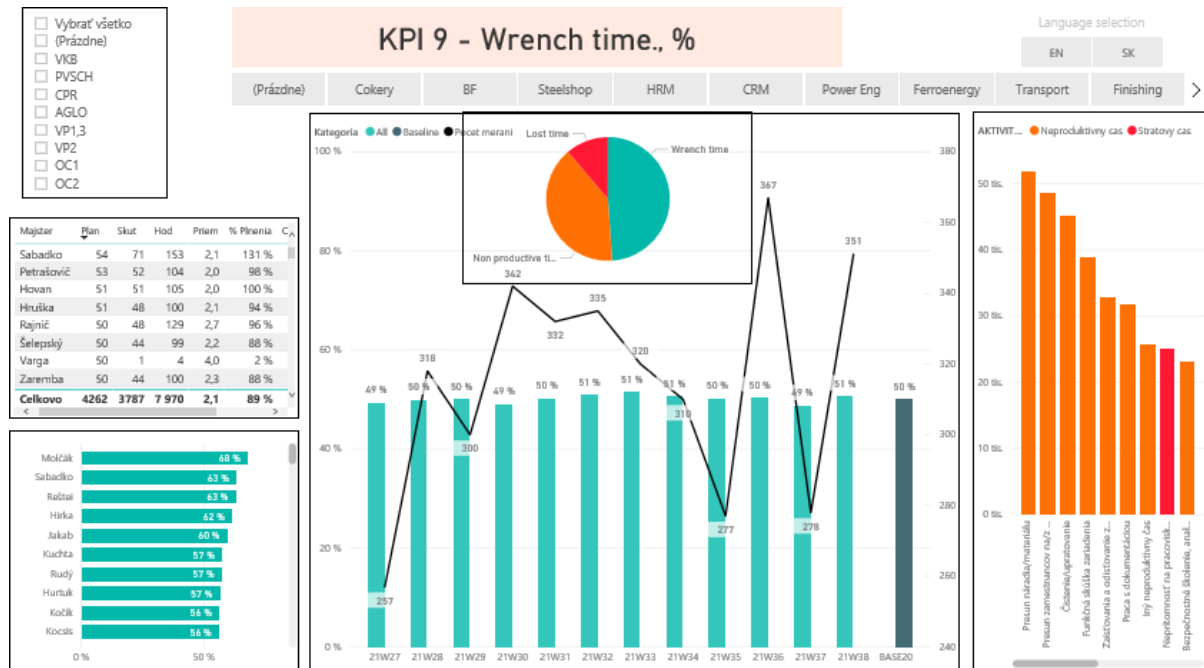 Vybrať všetko
(Prázdne)
VKB
PVSCH
CPR
AGLO
VP1,3
VP2
OC1
OC2
KPI 9 - Wrench time., %
Language selection
EN SK
(Prázdne) Cokery BF Steelshop HRM CRM Power Eng Ferroenergy Transport Finishing
Majster Plan Skut Hod Priem % Plnenia C
Sabadko 54 71 153 2,1 131 %
Petrašovič 53 52 104 2,0 98 %
Hovan 51 51 105 2,0 100 %
Hruška 51 48 100 2,1 94 %
Rajnič 50 48 129 2,7 96 %
Šelepský 50 44 99 2,2 88 %
Varga 50 1 4 4,0 2 %
Zaremba 50 44 100 2,3 88 %
Celkovo 4262 3787 7 970 2,1 89 %
Molčák 68 %
Sabadko 63 %
Reštei 63 %
Hirka 62 %
Jakab 60 %
Kuchta 57 %
Rudý 57 %
Hurtuk 57 %
Kočík 56 %
Kocsis 56 %
0 % 50 %
Kategoria All Baseline Pocet merani
Lost time
Wrench time
Non productive ti...
100 %
80 %
60 %
40 %
20 %
0 %
380
360
340
320
300
280
260
240
257
318
300
342
332
335
320
310
277
367
278
351
49 % 50 % 50 % 49 % 50 % 51 % 51 % 51 % 50 % 50 % 49 % 51 % 50 %
21W27 21W28 21W29 21W30 21W31 21W32 21W33 21W34 21W35 21W36 21W37 21W38 BASE20
AKTIVIT... Neproduktivny cas Stratovy cas
50 tis.
40 tis.
30 tis.
20 tis.
10 tis.
0 tis.
Presun náradia/materiálu
Presun zamestnancov na/z ...
Čistenie/upratovanie
Funkčná skúška zariadenia
Zaisťovania a odisťovanie z...
Praca s dokumentáciou
Iný neproduktívny čas
Neprítomnosť na pracovisk...
Bezpečnostné školenie, anal...